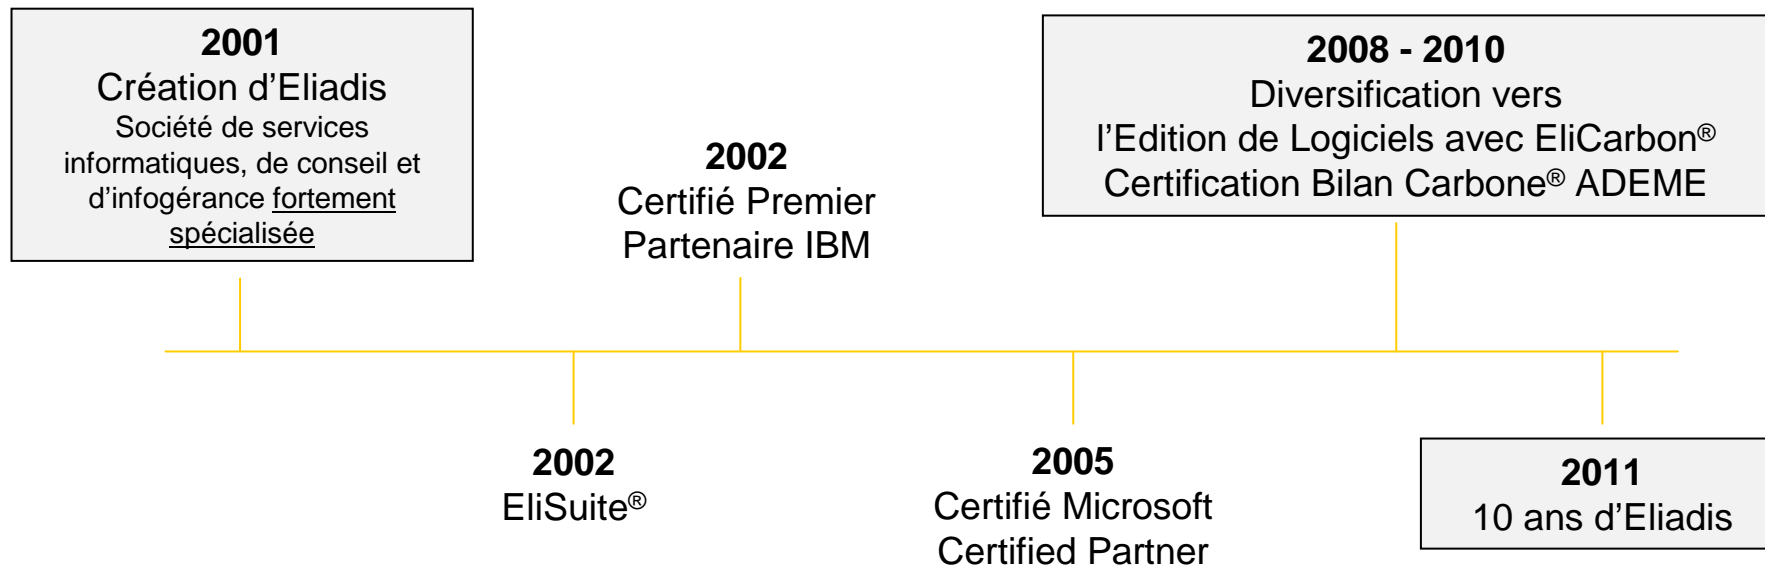 2001
Création d’Eliadis
Société de services
informatiques, de conseil et
d’infogérance fortement
spécialisée
2002
EliSuite®
2002
Certifié Premier
Partenaire IBM
2005
Certifié Microsoft
Certified Partner
2008 - 2010
Diversification vers
l’Edition de Logiciels avec EliCarbon®
Certification Bilan Carbone® ADEME
2011
10 ans d’Eliadis